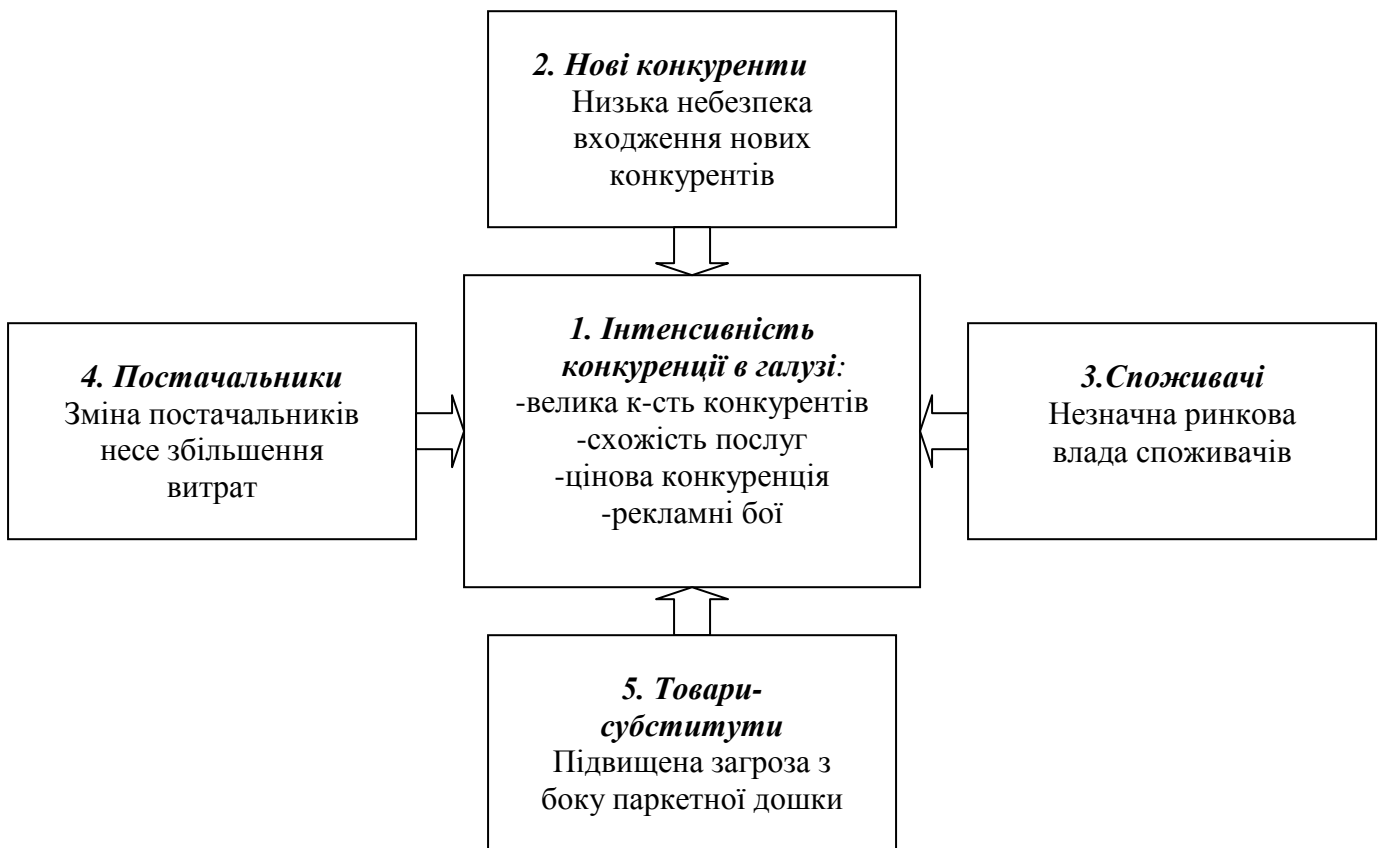 2. Нові конкуренти
Низька небезпека
входження нових
конкурентів
1. Інтенсивність
конкуренції в галузі:
-велика к-сть конкурентів
-схожість послуг
-цінова конкуренція
-рекламні бої
4. Постачальники
Зміна постачальників
несе збільшення
витрат
3.Споживачі
Незначна ринкова
влада споживачів
5. Товари-
субститути
Підвищена загроза з
боку паркетної дошки